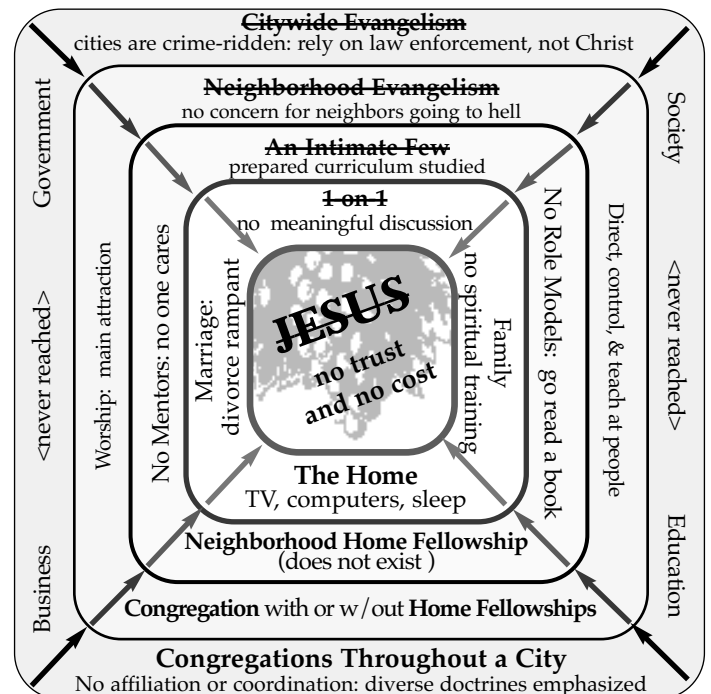 Citywide Evangelism
cities are crime-ridden: rely on law enforcement, not Christ
Neighborhood Evangelism
no concern for neighbors going to hell
An Intimate Few
prepared curriculum studied
1-on-1
no meaningful discussion
Government
<never reached>
Business
Worship: main attraction
No Mentors: no one cares
Marriage:
divorce rampant
JESUS
no trust
and no cost
Family
no spiritual training
No Role Models: go read a book
Direct, control, & teach at people
Society
<never reached>
Education
The Home
TV, computers, sleep
Neighborhood Home Fellowship
(does not exist )
Congregation with or w/out Home Fellowships
Congregations Throughout a City
No affiliation or coordination: diverse doctrines emphasized